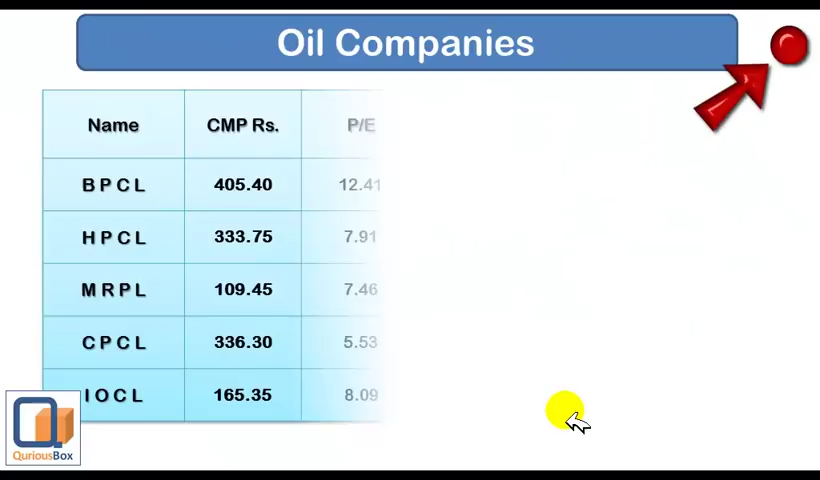 Oil Companies
Name CMP Rs. P/E
B P C L 405.40 12.41
H P C L 333.75 7.91
M R P L 109.45 7.46
C P C L 336.30 5.53
I O C L 165.35 8.09
QuriousBox